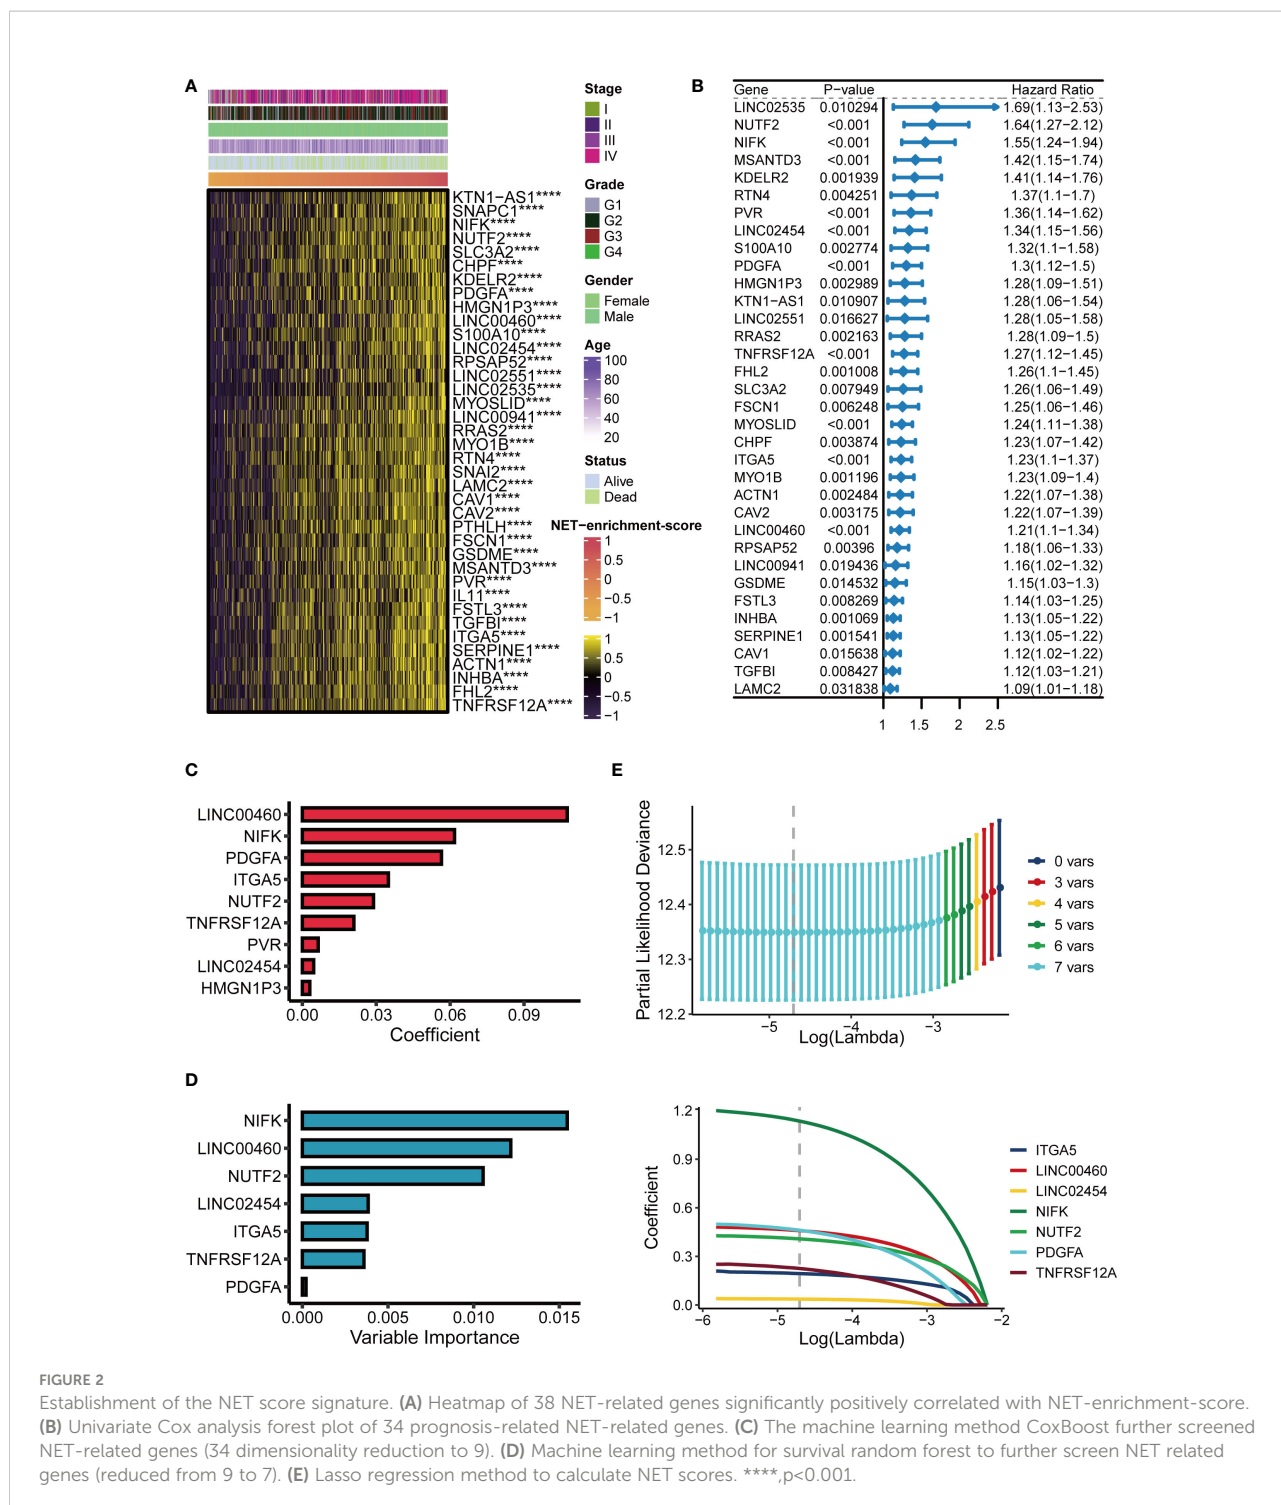 A
Stage
I
II
III
IV
Grade
G1
G2
G3
G4
Gender
Female
Male
Age
100
80
60
40
20
Status
Alive
Dead
NET−enrichment−score
1
0.5
0
−0.5
−1
1
0.5
0
−0.5
−1
KTN1−AS1****
SNAPC1****
NIFK****
NUTF2****
SLC3A2****
CHPF****
KDELR2****
PDGFA****
HMGN1P3****
LINC00460****
S100A10****
LINC02454****
RPSAP52****
LINC02551****
LINC02535****
MYOSLID****
LINC00941****
RRAS2****
MYO1B****
RTN4****
SNAI2****
LAMC2****
CAV1****
CAV2****
PTHLH****
FSCN1****
GSDME****
MSANTD3****
PVR****
IL11****
FSTL3****
TGFBI****
ITGA5****
SERPINE1****
ACTN1****
INHBA****
FHL2****
TNFRSF12A****
B
Gene P−value Hazard Ratio
LINC02535 0.010294 1.69(1.13−2.53)
NUTF2 <0.001 1.64(1.27−2.12)
NIFK <0.001 1.55(1.24−1.94)
MSANTD3 <0.001 1.42(1.15−1.74)
KDELR2 0.001939 1.41(1.14−1.76)
RTN4 0.004251 1.37(1.1−1.7)
PVR <0.001 1.36(1.14−1.62)
LINC02454 <0.001 1.34(1.15−1.56)
S100A10 0.002774 1.32(1.1−1.58)
PDGFA <0.001 1.3(1.12−1.5)
HMGN1P3 0.002989 1.28(1.09−1.51)
KTN1−AS1 0.010907 1.28(1.06−1.54)
LINC02551 0.016627 1.28(1.05−1.58)
RRAS2 0.002163 1.28(1.09−1.5)
TNFRSF12A <0.001 1.27(1.12−1.45)
FHL2 0.001008 1.26(1.1−1.45)
SLC3A2 0.007949 1.26(1.06−1.49)
FSCN1 0.006248 1.25(1.06−1.46)
MYOSLID <0.001 1.24(1.11−1.38)
CHPF 0.003874 1.23(1.07−1.42)
ITGA5 <0.001 1.23(1.1−1.37)
MYO1B 0.001196 1.23(1.09−1.4)
ACTN1 0.002484 1.22(1.07−1.38)
CAV2 0.003175 1.22(1.07−1.39)
LINC00460 <0.001 1.21(1.1−1.34)
RPSAP52 0.00396 1.18(1.06−1.33)
LINC00941 0.019436 1.16(1.02−1.32)
GSDME 0.014532 1.15(1.03−1.3)
FSTL3 0.008269 1.14(1.03−1.25)
INHBA 0.001069 1.13(1.05−1.22)
SERPINE1 0.001541 1.13(1.05−1.22)
CAV1 0.015638 1.12(1.02−1.22)
TGFBI 0.008427 1.12(1.03−1.21)
LAMC2 0.031838 1.09(1.01−1.18)
1 1.5 2 2.5
C
LINC00460
NIFK
PDGFA
ITGA5
NUTF2
TNFRSF12A
PVR
LINC02454
HMGN1P3
0.00 0.03 0.06 0.09
Coefficient
E
Partial Likelihood Deviance
12.5
12.4
12.3
12.2
−5 −4 −3
Log(Lambda)
0 vars
3 vars
4 vars
5 vars
6 vars
7 vars
D
NIFK
LINC00460
NUTF2
LINC02454
ITGA5
TNFRSF12A
PDGFA
0.000 0.005 0.010 0.015
Variable Importance
Coefficient
1.2
0.9
0.6
0.3
0.0
−6 −5 −4 −3 −2
Log(Lambda)
ITGA5
LINC00460
LINC02454
NIFK
NUTF2
PDGFA
TNFRSF12A
FIGURE 2
Establishment of the NET score signature. (A) Heatmap of 38 NET-related genes significantly positively correlated with NET-enrichment-score.
(B) Univariate Cox analysis forest plot of 34 prognosis-related NET-related genes. (C) The machine learning method CoxBoost further screened
NET-related genes (34 dimensionality reduction to 9). (D) Machine learning method for survival random forest to further screen NET related
genes (reduced from 9 to 7). (E) Lasso regression method to calculate NET scores. ****,p<0.001.